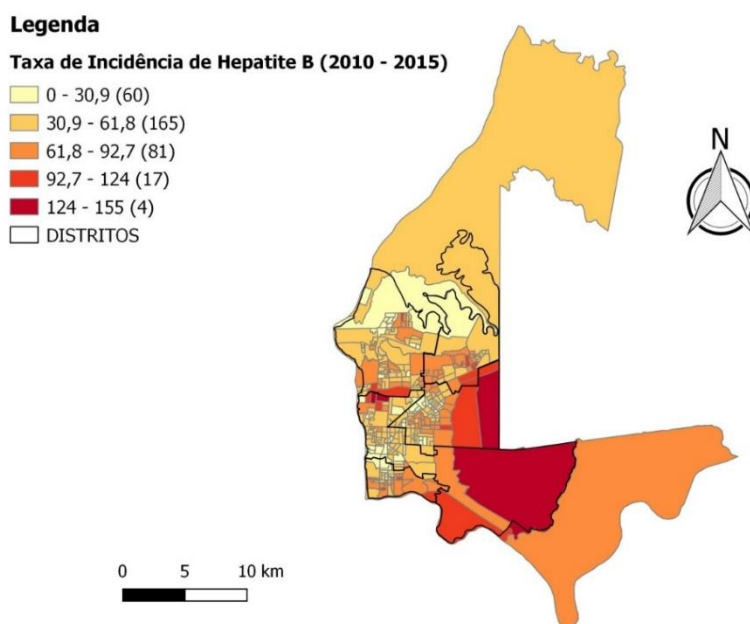 Legenda
Taxa de Incidência de Hepatite B (2010 - 2015)
0 - 30,9 (60)
30,9 - 61,8 (165)
61,8 - 92,7 (81)
92,7 - 124 (17)
124 - 155 (4)
DISTRITOS
N
0 5 10 km